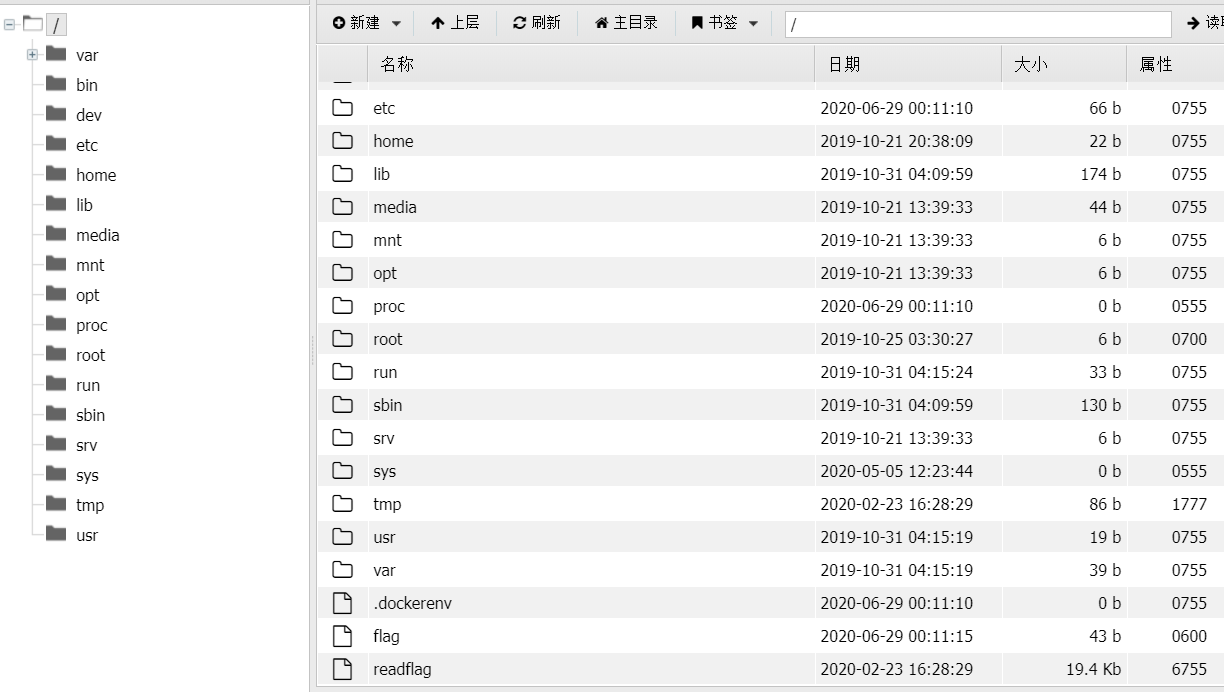 /
var
bin
dev
etc
home
lib
media
mnt
opt
proc
root
run
sbin
srv
sys
tmp
usr
新建 上层 刷新 主目录 书签 / 读
名称 日期 大小 属性
etc 2020-06-29 00:11:10 66 b 0755
home 2019-10-21 20:38:09 22 b 0755
lib 2019-10-31 04:09:59 174 b 0755
media 2019-10-21 13:39:33 44 b 0755
mnt 2019-10-21 13:39:33 6 b 0755
opt 2019-10-21 13:39:33 6 b 0755
proc 2020-06-29 00:11:10 0 b 0555
root 2019-10-25 03:30:27 6 b 0700
run 2019-10-31 04:15:24 33 b 0755
sbin 2019-10-31 04:09:59 130 b 0755
srv 2019-10-21 13:39:33 6 b 0755
sys 2020-05-05 12:23:44 0 b 0555
tmp 2020-02-23 16:28:29 86 b 1777
usr 2019-10-31 04:15:19 19 b 0755
var 2019-10-31 04:15:19 39 b 0755
.dockerenv 2020-06-29 00:11:10 0 b 0755
flag 2020-06-29 00:11:15 43 b 0600
readflag 2020-02-23 16:28:29 19.4 Kb 6755